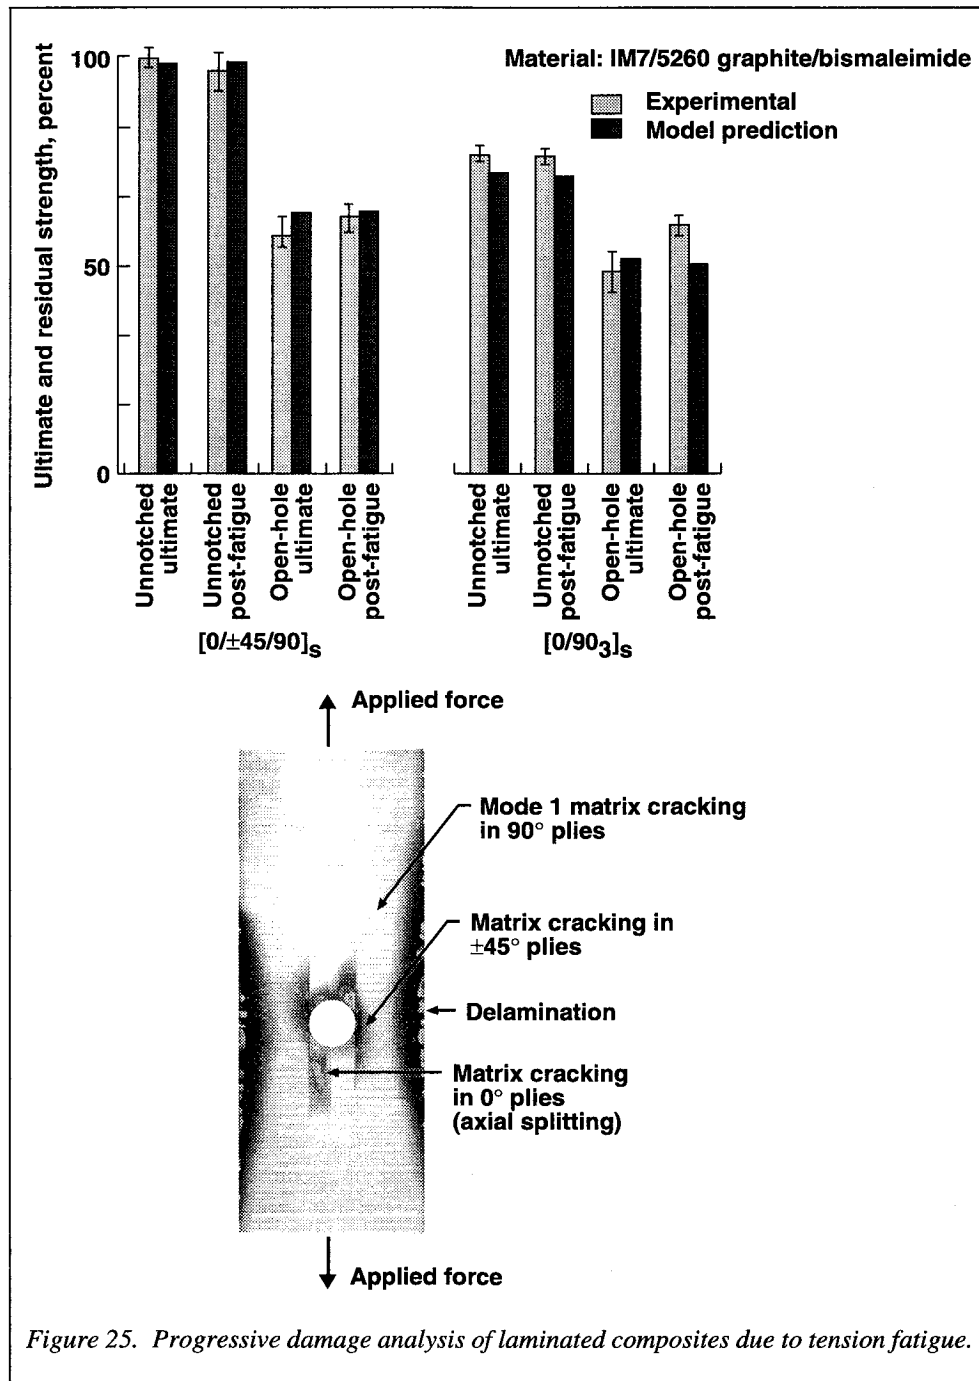 Ultimate and residual strength, percent
100
50
0
Material: IM7/5260 graphite/bismaleimide
Experimental
Model prediction
Unnotched
ultimate
Unnotched
post-fatigue
Open-hole
ultimate
Open-hole
post-fatigue
[0/±45/90]s
Unnotched
ultimate
Unnotched
post-fatigue
Open-hole
ultimate
Open-hole
post-fatigue
[0/903]s
Applied force
Mode 1 matrix cracking
in 90° plies
Matrix cracking in
±45° plies
Delamination
Matrix cracking
in 0° plies
(axial splitting)
Applied force
Figure 25. Progressive damage analysis of laminated composites due to tension fatigue.